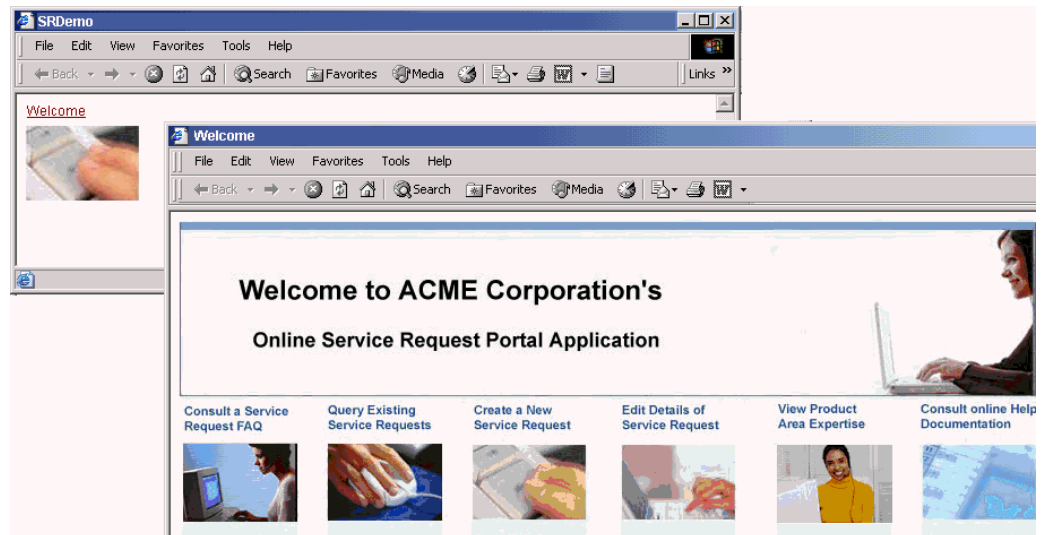 SRDemo
File Edit View Favorites Tools Help
Back Search Favorites Media W Links »
Welcome
Welcome
File Edit View Favorites Tools Help
Back Search Favorites Media W
Welcome to ACME Corporation's
Online Service Request Portal Application
Consult a Service
Request FAQ
Query Existing
Service Requests
Create a New
Service Request
Edit Details of
Service Request
View Product
Area Expertise
Consult online Help
Documentation